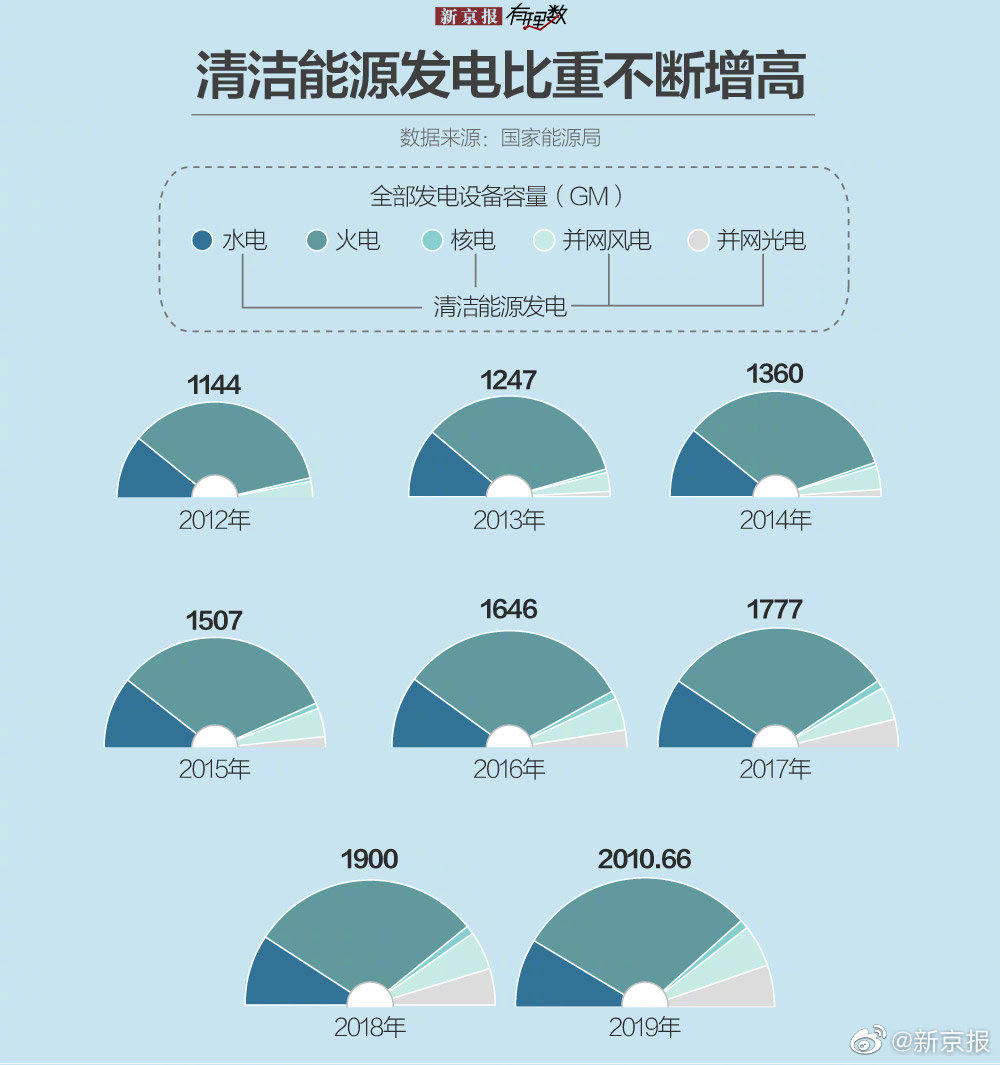 新京报 有理数
清洁能源发电比重不断增高
数据来源：国家能源局
全部发电设备容量（GM）
水电 火电 核电 并网风电 并网光电
清洁能源发电
1144 1247 1360
2012年 2013年 2014年
1507 1646 1777
2015年 2016年 2017年
1900 2010.66
2018年 2019年
@新京报